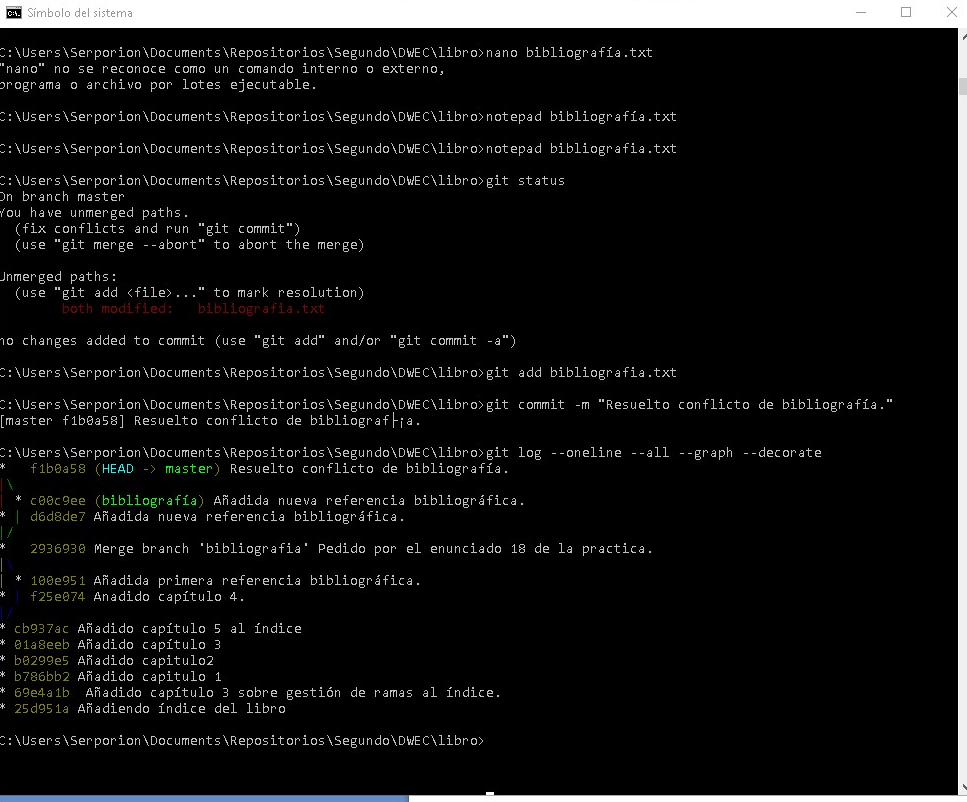 Símbolo del sistema
C:\Users\Serporion\Documents\Repositorios\Segundo\DWEC\libro>nano bibliografía.txt
"nano" no se reconoce como un comando interno o externo,
programa o archivo por lotes ejecutable.
C:\Users\Serporion\Documents\Repositorios\Segundo\DWEC\libro>notepad bibliografía.txt
C:\Users\Serporion\Documents\Repositorios\Segundo\DWEC\libro>notepad bibliografia.txt
C:\Users\Serporion\Documents\Repositorios\Segundo\DWEC\libro>git status
On branch master
You have unmerged paths.
  (fix conflicts and run "git commit")
  (use "git merge --abort" to abort the merge)
Unmerged paths:
  (use "git add <file>..." to mark resolution)
        both modified:   bibliografia.txt
no changes added to commit (use "git add" and/or "git commit -a")
C:\Users\Serporion\Documents\Repositorios\Segundo\DWEC\libro>git add bibliografia.txt
C:\Users\Serporion\Documents\Repositorios\Segundo\DWEC\libro>git commit -m "Resuelto conflicto de bibliografía."
[master f1b0a58] Resuelto conflicto de bibliograf├¡a.
C:\Users\Serporion\Documents\Repositorios\Segundo\DWEC\libro>git log --oneline --all --graph --decorate
*   f1b0a58 (HEAD -> master) Resuelto conflicto de bibliografía.
|\
| * c00c9ee (bibliografía) Añadida nueva referencia bibliográfica.
* | d6d8de7 Añadida nueva referencia bibliográfica.
|/
*   2936930 Merge branch 'bibliografia' Pedido por el enunciado 18 de la practica.
|\
| * 100e951 Añadida primera referencia bibliográfica.
* | f25e074 Anadido capítulo 4.
|/
* cb937ac Añadido capítulo 5 al índice
* 01a8eeb Añadido capítulo 3
* b0299e5 Añadido capitulo2
* b786bb2 Añadido capitulo 1
* 69e4a1b  Añadido capítulo 3 sobre gestión de ramas al índice.
* 25d951a Añadiendo índice del libro
C:\Users\Serporion\Documents\Repositorios\Segundo\DWEC\libro>